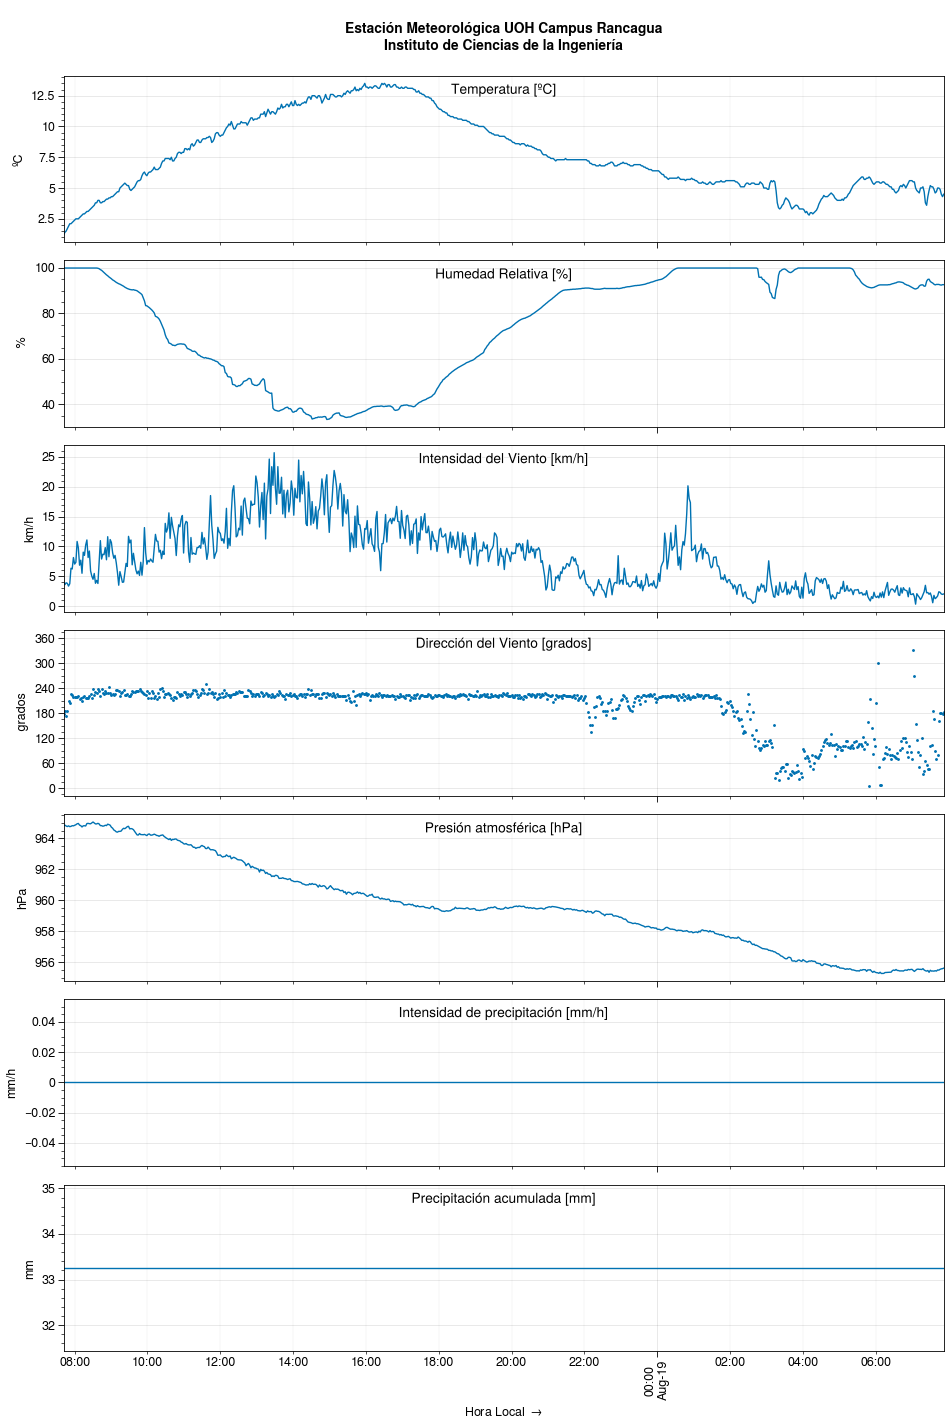 Estación Meteorológica UOH Campus Rancagua
Instituto de Ciencias de la Ingeniería
Temperatura [ºC]
ºC
12.5
10
7.5
5
2.5
Humedad Relativa [%]
%
100
80
60
40
Intensidad del Viento [km/h]
km/h
25
20
15
10
5
0
Dirección del Viento [grados]
grados
360
300
240
180
120
60
0
Presión atmosférica [hPa]
hPa
964
962
960
958
956
Intensidad de precipitación [mm/h]
mm/h
0.04
0.02
0
−0.02
−0.04
Precipitación acumulada [mm]
mm
35
34
33
32
08:00 10:00 12:00 14:00 16:00 18:00 20:00 22:00 00:00 02:00 04:00 06:00
Aug-19
Hora Local →